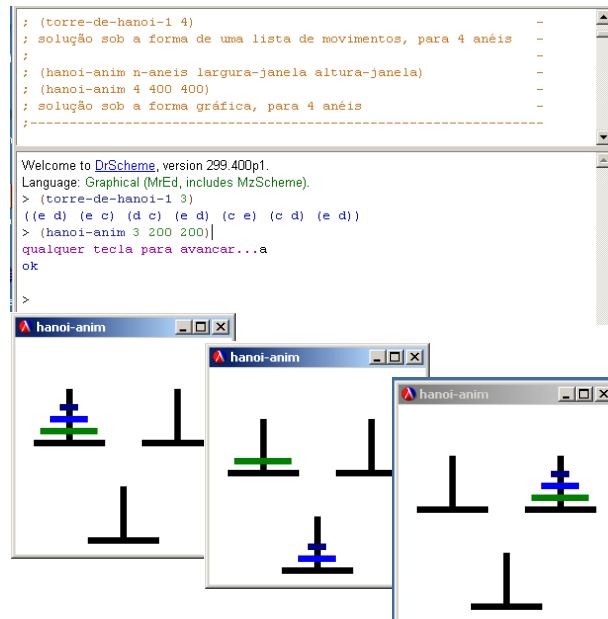 ; (torre-de-hanoi-1 4) -
; solução sob a forma de uma lista de movimentos, para 4 anéis -
; -
; (hanoi-anim n-aneis largura-janela altura-janela) -
; (hanoi-anim 4 400 400) -
; solução sob a forma gráfica, para 4 anéis -
;------------------------------------------------------------------
Welcome to DrScheme, version 299.400p1.
Language: Graphical (MrEd, includes MzScheme).
> (torre-de-hanoi-1 3)
((e d) (e c) (d c) (e d) (c e) (c d) (e d))
> (hanoi-anim 3 200 200)
qualquer tecla para avancar...a
ok
>
hanoi-anim
hanoi-anim
hanoi-anim